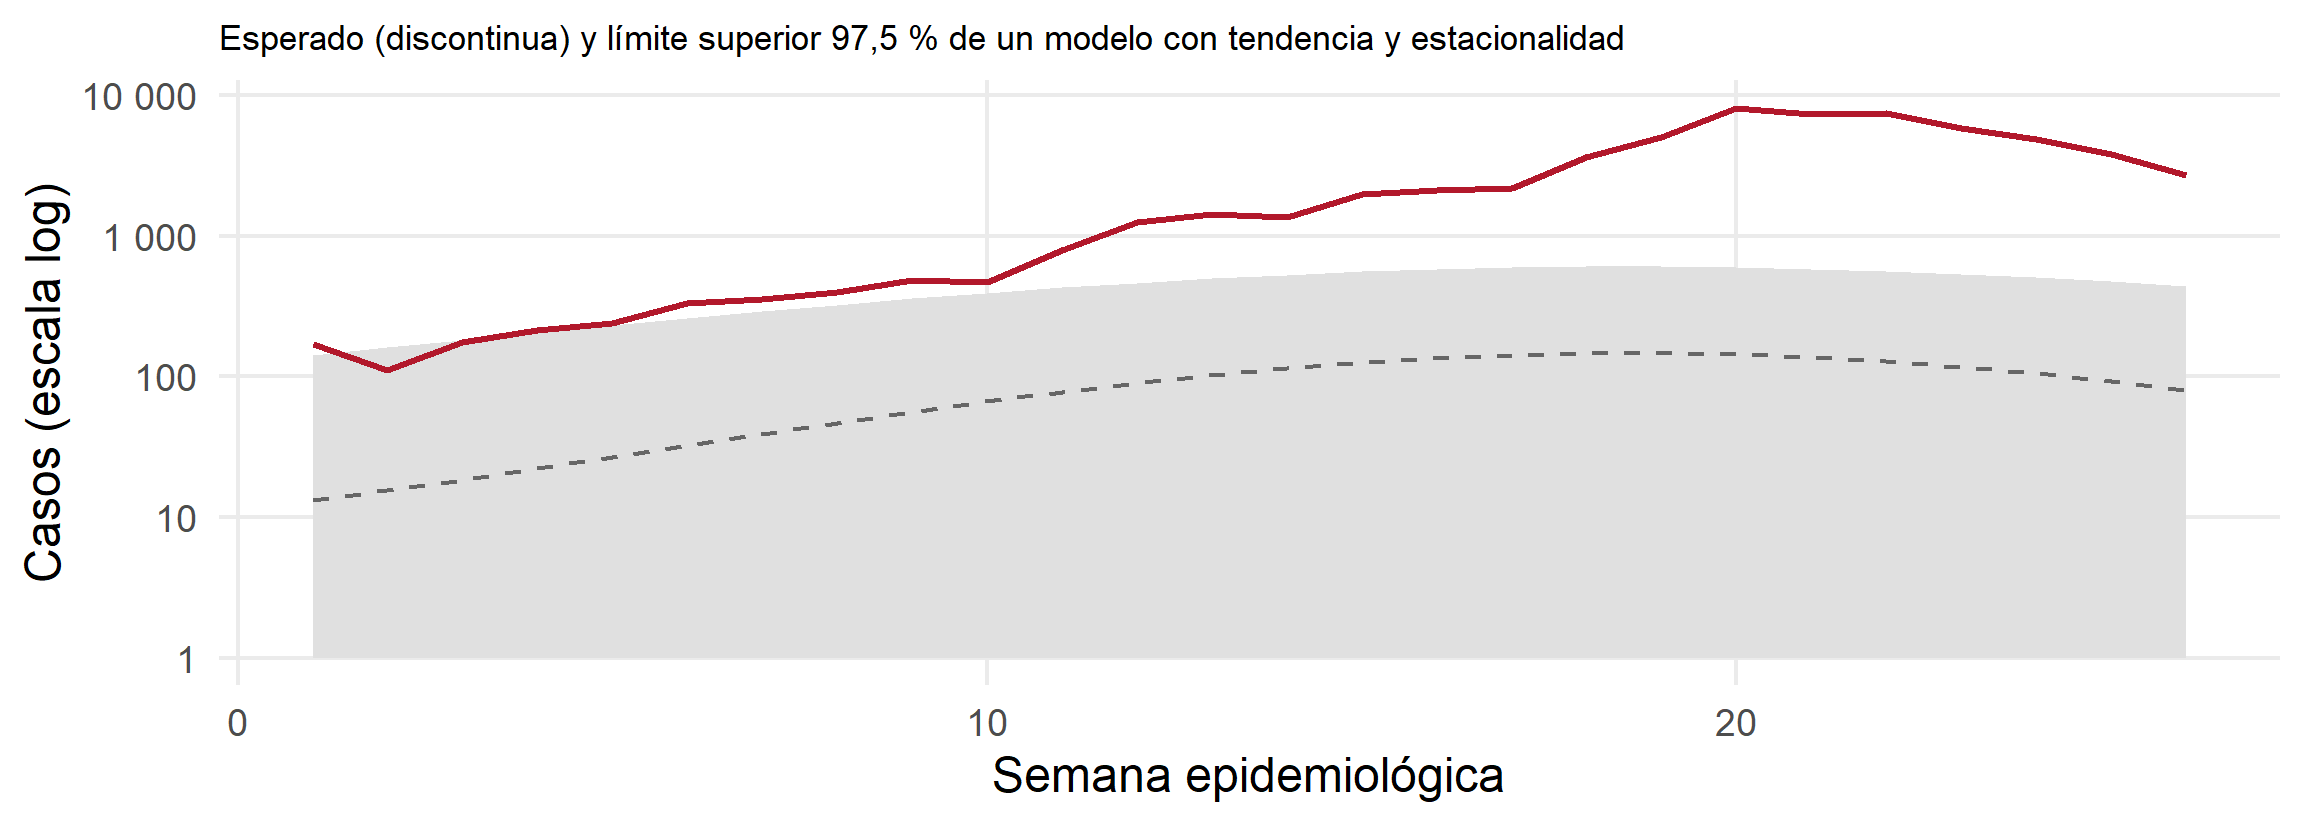 Esperado (discontinua) y límite superior 97,5 % de un modelo con tendencia y estacionalidad
Casos (escala log)
10 000
1 000
100
10
1
0 10 20
Semana epidemiológica